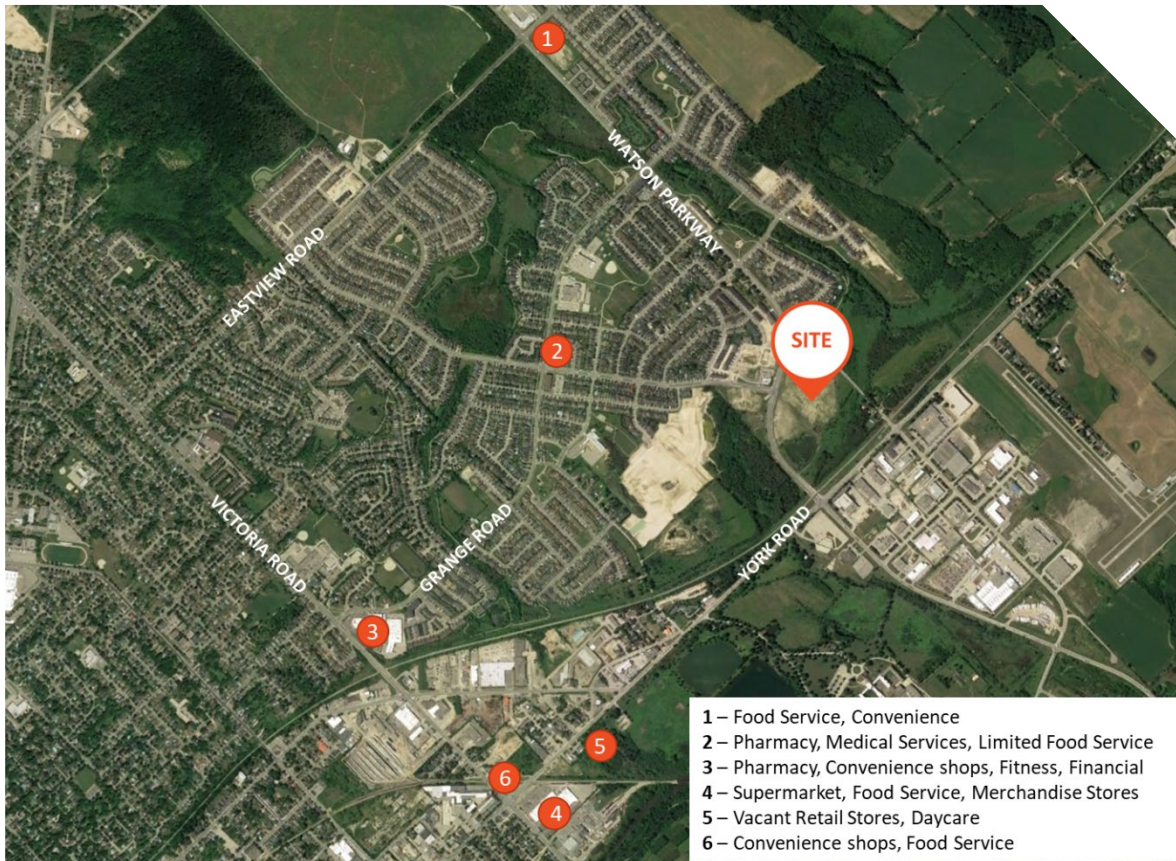 1
WATSON PARKWAY
EASTVIEW ROAD
SITE
2
VICTORIA ROAD
GRANGE ROAD
YORK ROAD
3
5
6
4
1 – Food Service, Convenience
2 – Pharmacy, Medical Services, Limited Food Service
3 – Pharmacy, Convenience shops, Fitness, Financial
4 – Supermarket, Food Service, Merchandise Stores
5 – Vacant Retail Stores, Daycare
6 – Convenience shops, Food Service